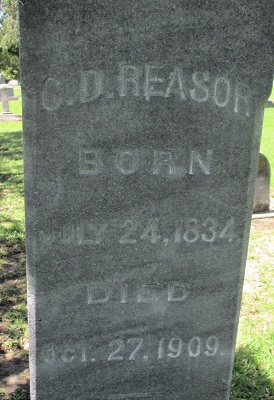 C. D. REASOR
BORN
JULY 24, 1834.
DIED
OCT. 27, 1909.